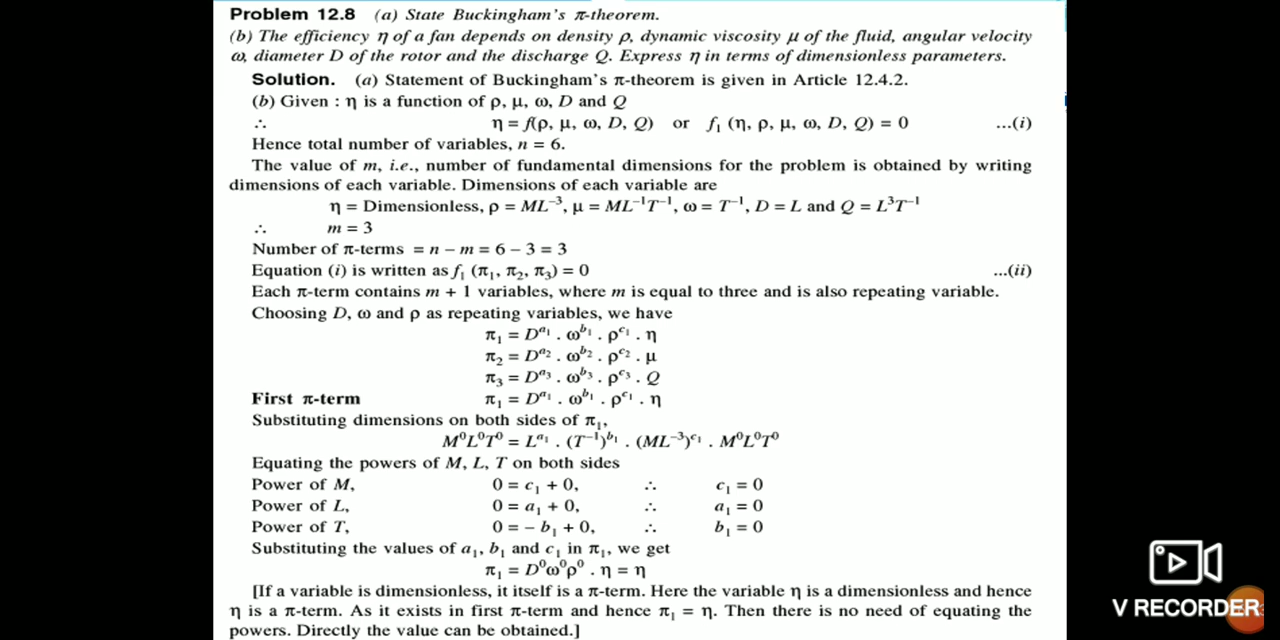 Problem 12.8 (a) State Buckingham's π-theorem.
(b) The efficiency η of a fan depends on density ρ, dynamic viscosity μ of the fluid, angular velocity
ω, diameter D of the rotor and the discharge Q. Express η in terms of dimensionless parameters.
Solution. (a) Statement of Buckingham's π-theorem is given in Article 12.4.2.
(b) Given : η is a function of ρ, μ, ω, D and Q
∴ η = f(ρ, μ, ω, D, Q) or f₁ (η, ρ, μ, ω, D, Q) = 0 ...(i)
Hence total number of variables, n = 6.
The value of m, i.e., number of fundamental dimensions for the problem is obtained by writing
dimensions of each variable. Dimensions of each variable are
η = Dimensionless, ρ = ML⁻³, μ = ML⁻¹T⁻¹, ω = T⁻¹, D = L and Q = L³T⁻¹
∴ m = 3
Number of π-terms = n – m = 6 – 3 = 3
Equation (i) is written as f₁ (π₁, π₂, π₃) = 0 ...(ii)
Each π-term contains m + 1 variables, where m is equal to three and is also repeating variable.
Choosing D, ω and ρ as repeating variables, we have
π₁ = D^a₁ . ω^b₁ . ρ^c₁ . η
π₂ = D^a₂ . ω^b₂ . ρ^c₂ . μ
π₃ = D^a₃ . ω^b₃ . ρ^c₃ . Q
First π-term π₁ = D^a₁ . ω^b₁ . ρ^c₁ . η
Substituting dimensions on both sides of π₁,
M⁰L⁰T⁰ = L^a₁ . (T⁻¹)^b₁ . (ML⁻³)^c₁ . M⁰L⁰T⁰
Equating the powers of M, L, T on both sides
Power of M, 0 = c₁ + 0, ∴ c₁ = 0
Power of L, 0 = a₁ + 0, ∴ a₁ = 0
Power of T, 0 = – b₁ + 0, ∴ b₁ = 0
Substituting the values of a₁, b₁ and c₁ in π₁, we get
π₁ = D⁰ω⁰ρ⁰ . η = η
[If a variable is dimensionless, it itself is a π-term. Here the variable η is a dimensionless and hence
η is a π-term. As it exists in first π-term and hence π₁ = η. Then there is no need of equating the
powers. Directly the value can be obtained.]
V RECORDER